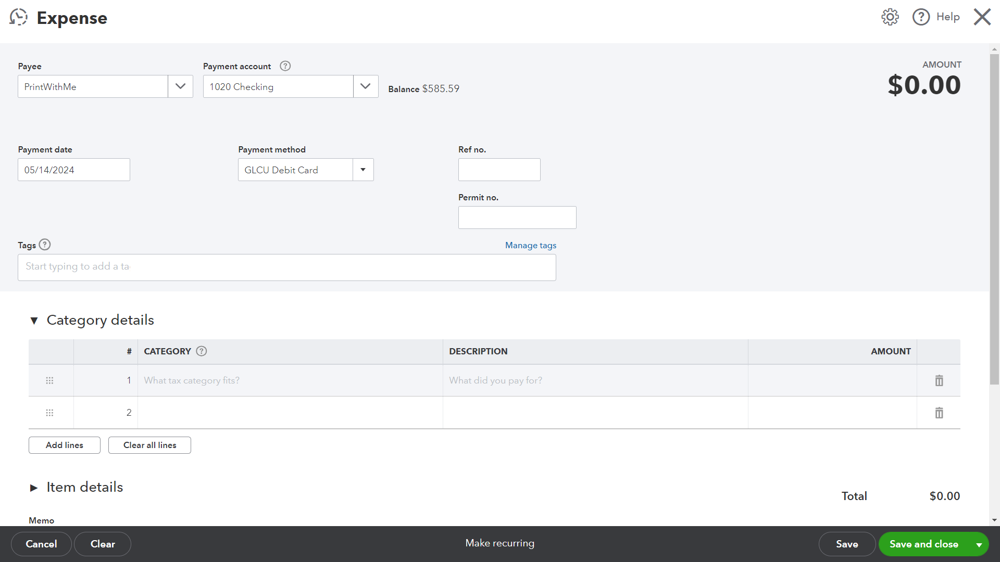 Expense
Help
Payee
Payment account
AMOUNT
PrintWithMe
1020 Checking
Balance $585.59
$0.00
Payment date
Payment method
Ref no.
05/14/2024
GLCU Debit Card
Permit no.
Tags
Manage tags
Start typing to add a ta
Category details
# CATEGORY DESCRIPTION AMOUNT
1 What tax category fits? What did you pay for?
2
Add lines
Clear all lines
Item details
Total $0.00
Memo
Cancel
Clear
Make recurring
Save
Save and close